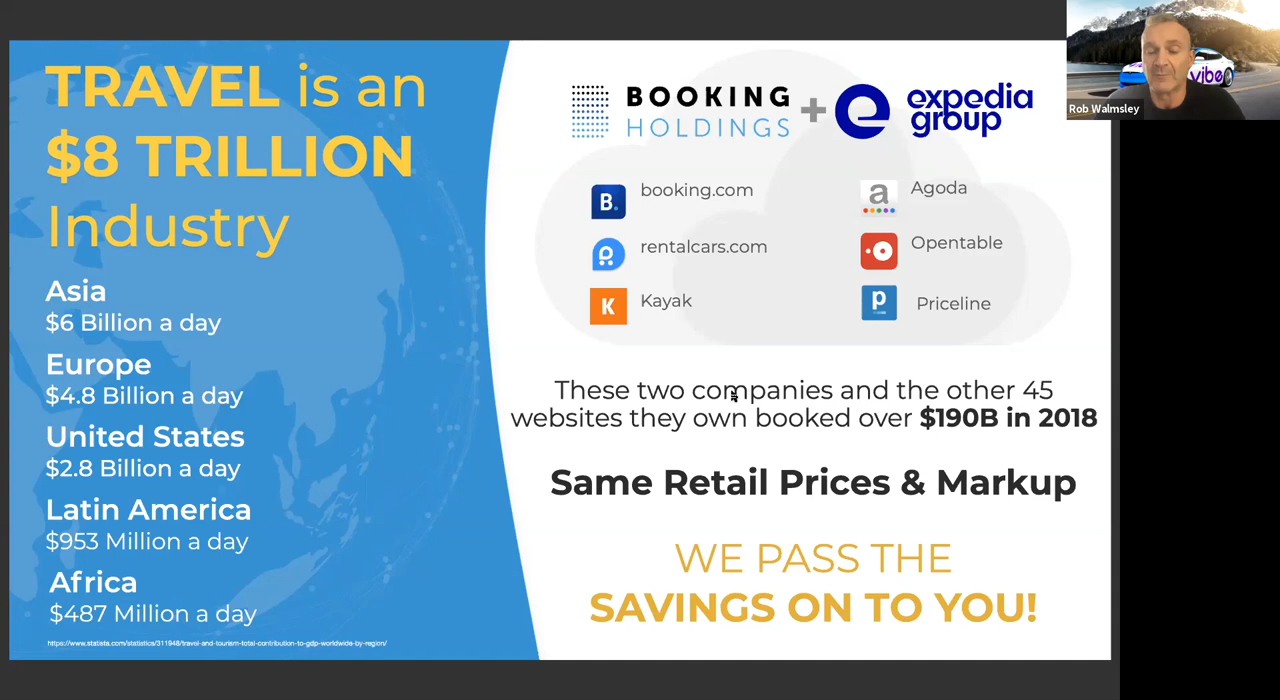 TRAVEL is an
$8 TRILLION
Industry
Asia
$6 Billion a day
Europe
$4.8 Billion a day
United States
$2.8 Billion a day
Latin America
$953 Million a day
Africa
$487 Million a day
https://www.statista.com/statistics/311948/travel-and-tourism-total-contribution-to-gdp-worldwide-by-region/
BOOKING
HOLDINGS
+
e
expedia
group
B.
booking.com
a
Agoda
rentalcars.com
Opentable
K
Kayak
p
Priceline
These two companies and the other 45
websites they own booked over $190B in 2018
Same Retail Prices & Markup
WE PASS THE
SAVINGS ON TO YOU!
vibe
Rob Walmsley